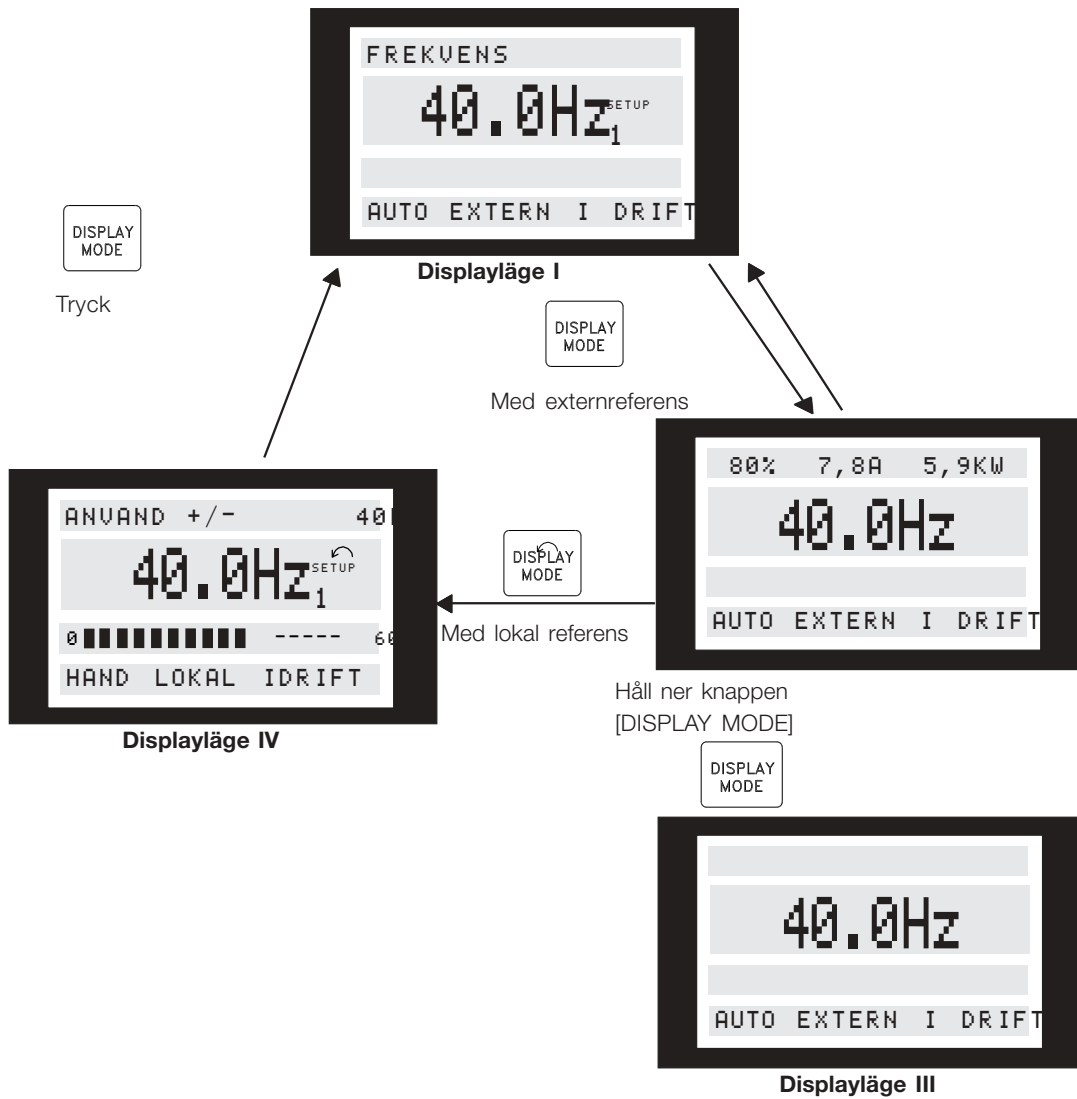 FREKVENS
40.0Hz
SETUP
1
AUTO EXTERN I DRIFT
Displayläge I
DISPLAY
MODE
Tryck
DISPLAY
MODE
Med externreferens
80% 7,8A 5,9KW
40.0Hz
AUTO EXTERN I DRIFT
ANVAND +/- 40
40.0Hz
SETUP
1
0 ----- 60
HAND LOKAL IDRIFT
Displayläge IV
DISPLAY
MODE
Med lokal referens
Håll ner knappen
[DISPLAY MODE]
DISPLAY
MODE
40.0Hz
AUTO EXTERN I DRIFT
Displayläge III